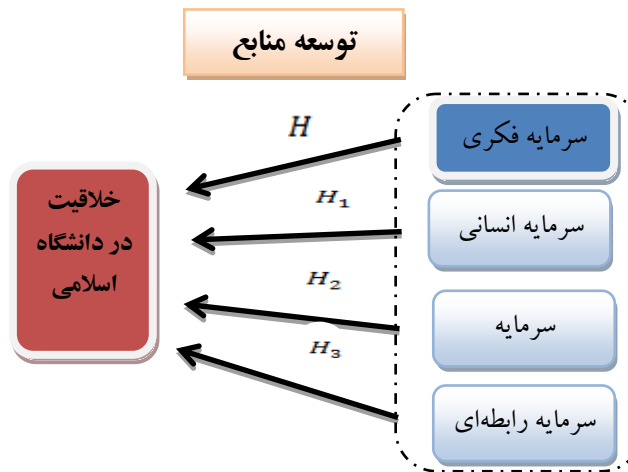 توسعه منابع
سرمایه فکری
H
سرمایه انسانی
H₁
خلاقیت
در دانشگاه
اسلامی
سرمایه
H₂
سرمایه رابطه‌ای
H₃